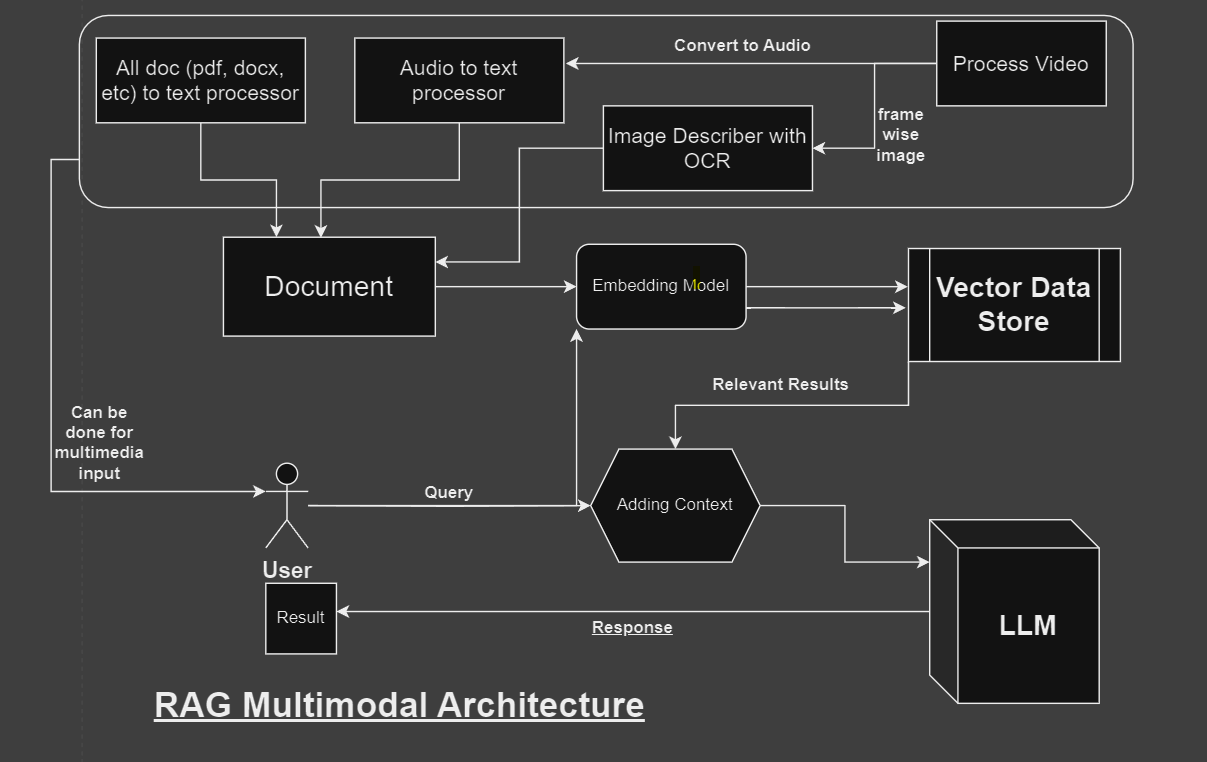 Convert to Audio
Process Video
All doc (pdf, docx,
etc) to text processor
Audio to text
processor
frame
wise
image
Image Describer with
OCR
Document
Embedding Model
Vector Data
Store
Relevant Results
Can be
done for
multimedia
input
Query
Adding Context
User
Result
Response
LLM
RAG Multimodal Architecture